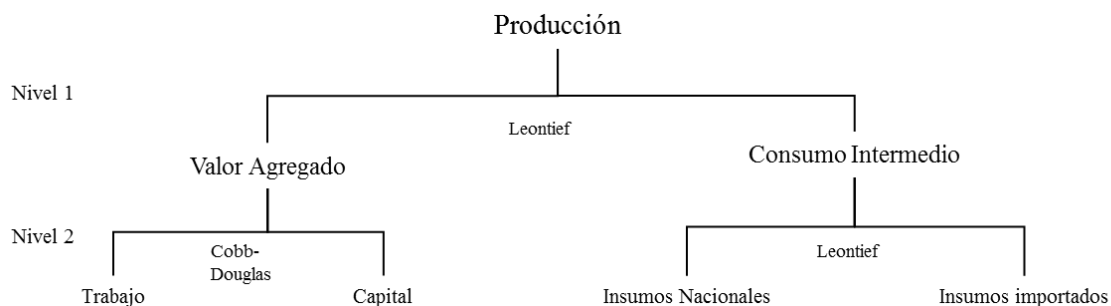 Producción
Nivel 1
Leontief
Valor Agregado
Consumo Intermedio
Nivel 2
Cobb-
Douglas
Leontief
Trabajo
Capital
Insumos Nacionales
Insumos importados